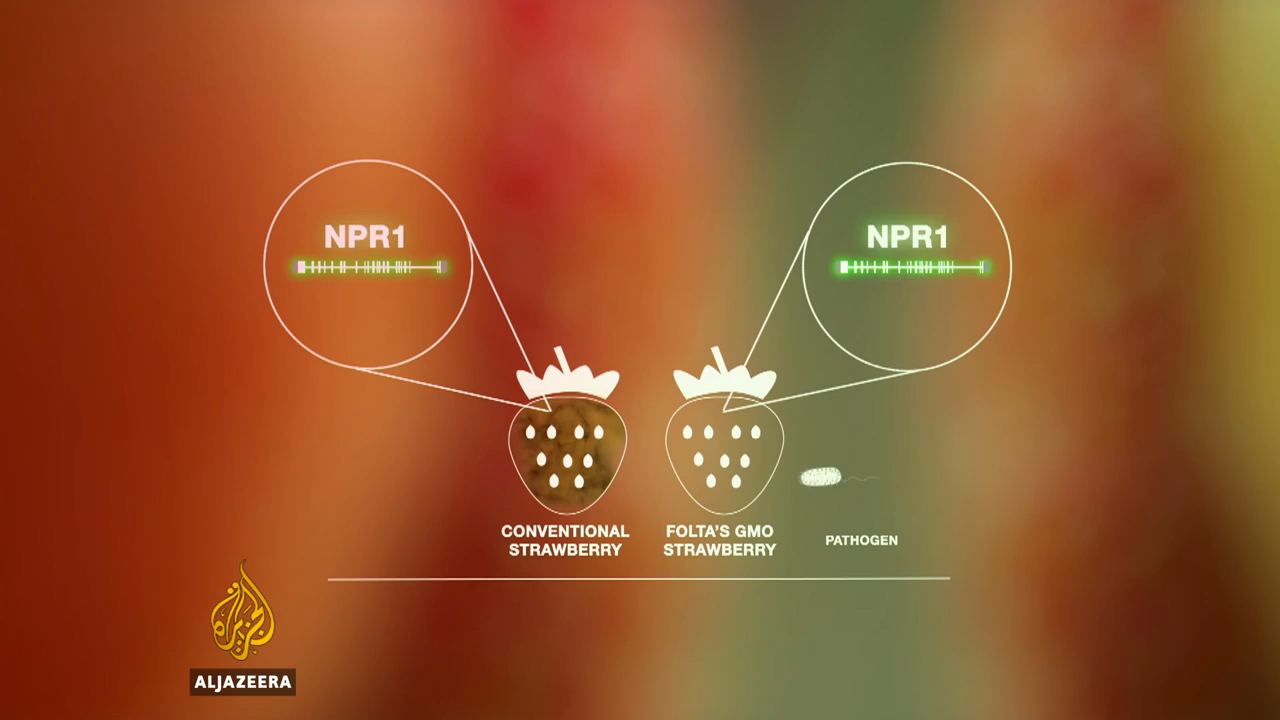 NPR1
NPR1
CONVENTIONAL
STRAWBERRY
FOLTA'S GMO
STRAWBERRY
PATHOGEN
الجزيرة
ALJAZEERA